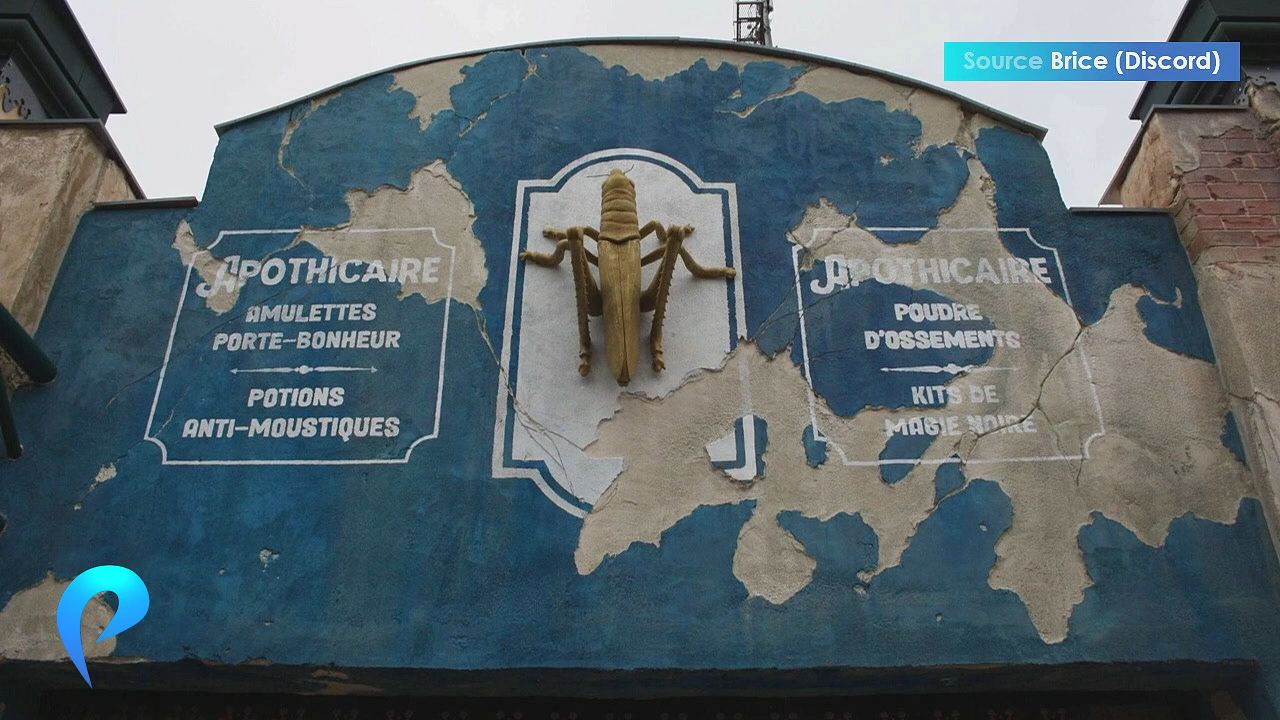 Source Brice (Discord)
APOTHICAIRE
AMULETTES
PORTE-BONHEUR
POTIONS
ANTI-MOUSTIQUES
APOTHICAIRE
POUDRE
D'OSSEMENTS
KITS DE
MAGIE NOIRE